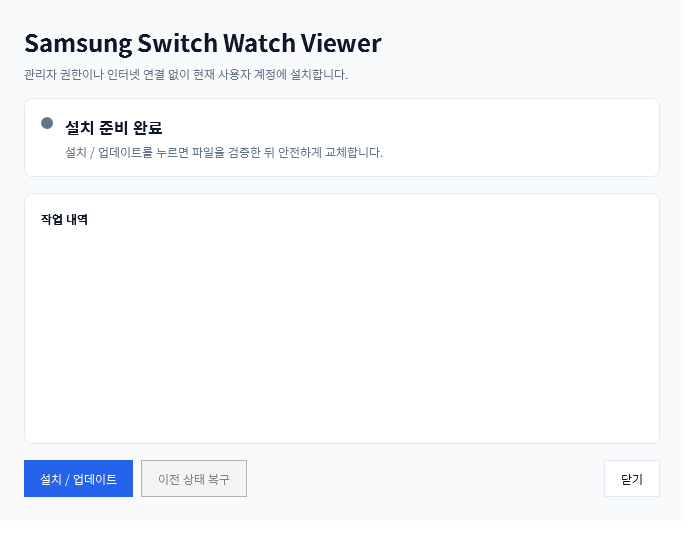 Samsung Switch Watch Viewer
관리자 권한이나 인터넷 연결 없이 현재 사용자 계정에 설치합니다.
설치 준비 완료
설치 / 업데이트를 누르면 파일을 검증한 뒤 안전하게 교체합니다.
작업 내역
설치 / 업데이트
이전 상태 복구
닫기